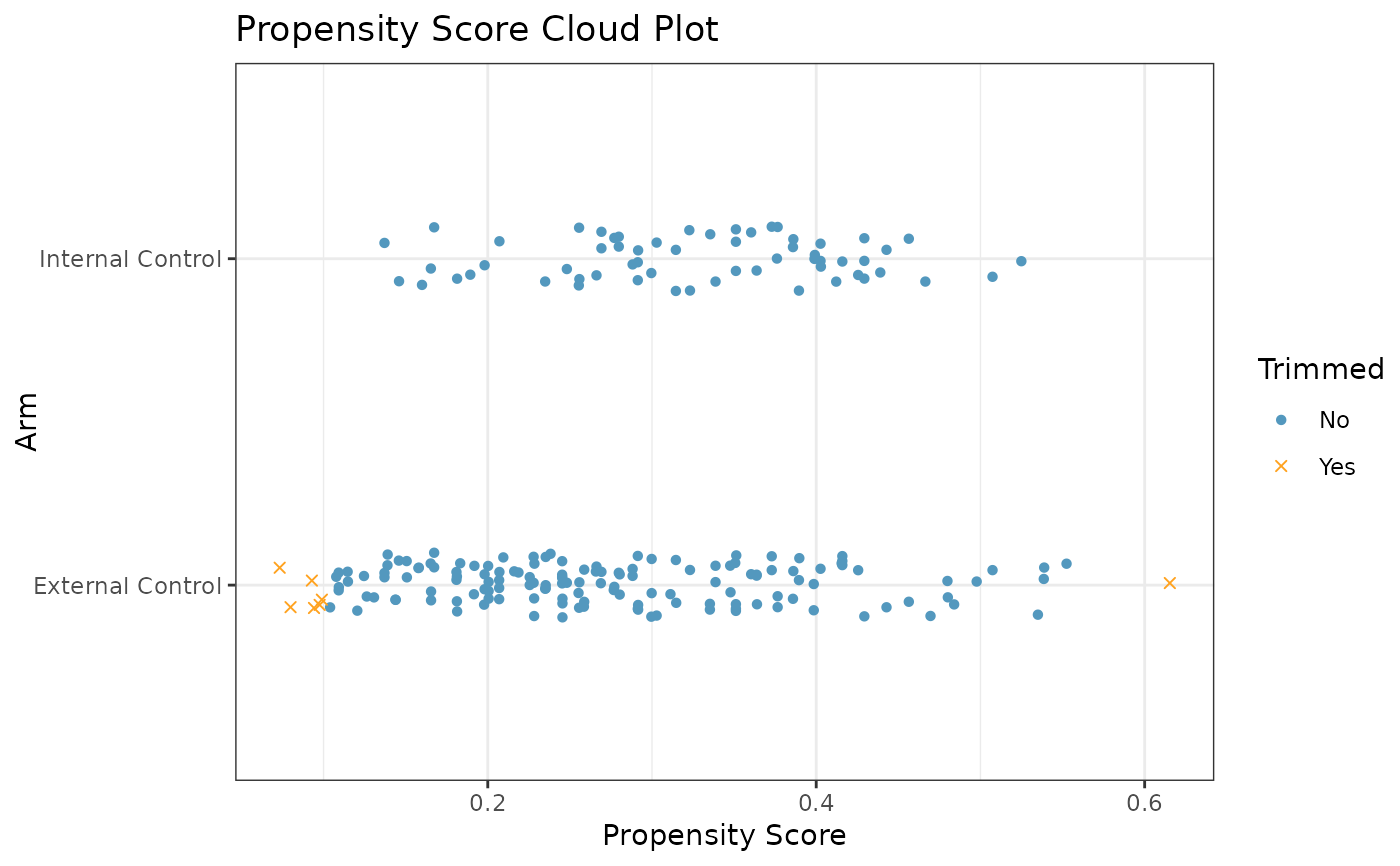 Propensity Score Cloud Plot
Internal Control
External Control
Arm
0.2
0.4
0.6
Propensity Score
Trimmed
No
Yes